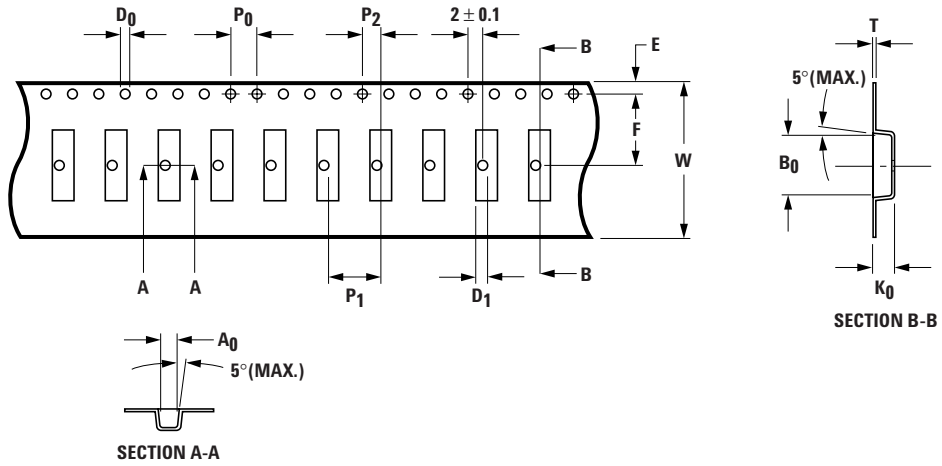 D0 P0 P2 2 ± 0.1 B E
F W
A A P1 D1 B
A0
5° (MAX.)
SECTION A-A
T
5° (MAX.)
B0
K0
SECTION B-B